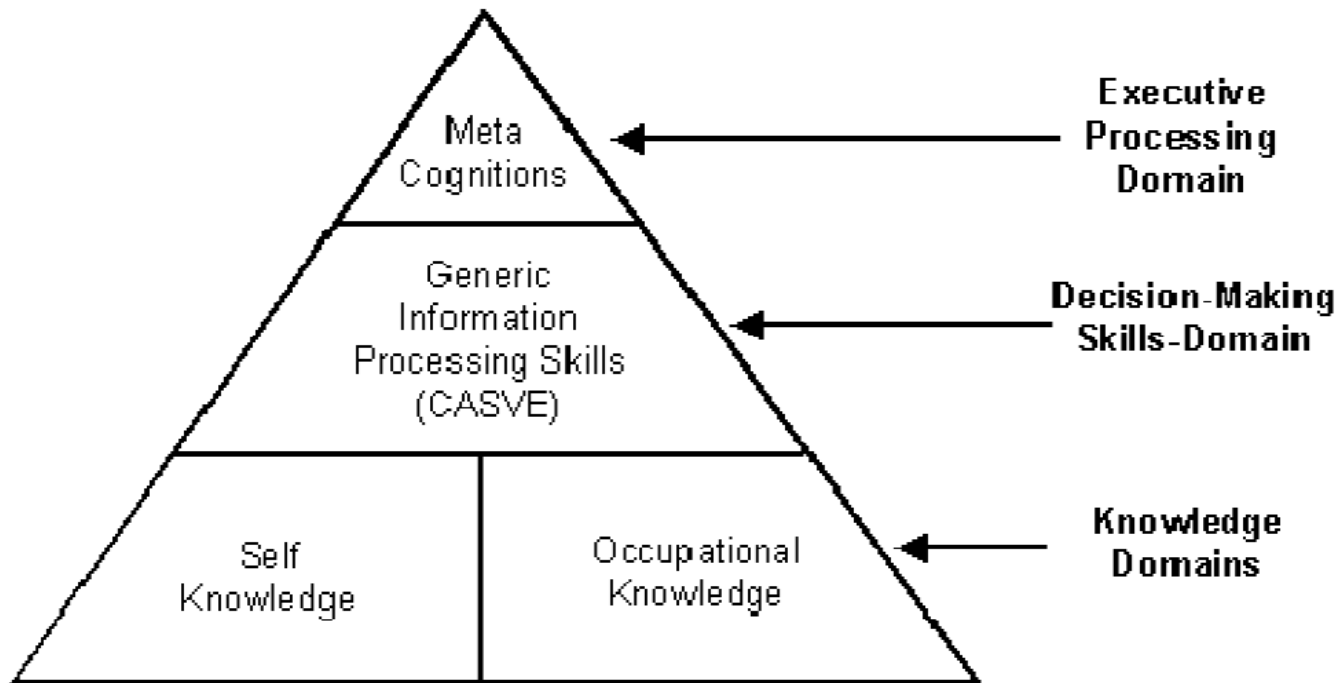 Meta
Cognitions
Executive
Processing
Domain
Generic
Information
Processing Skills
(CASVE)
Decision-Making
Skills-Domain
Self
Knowledge
Occupational
Knowledge
Knowledge
Domains